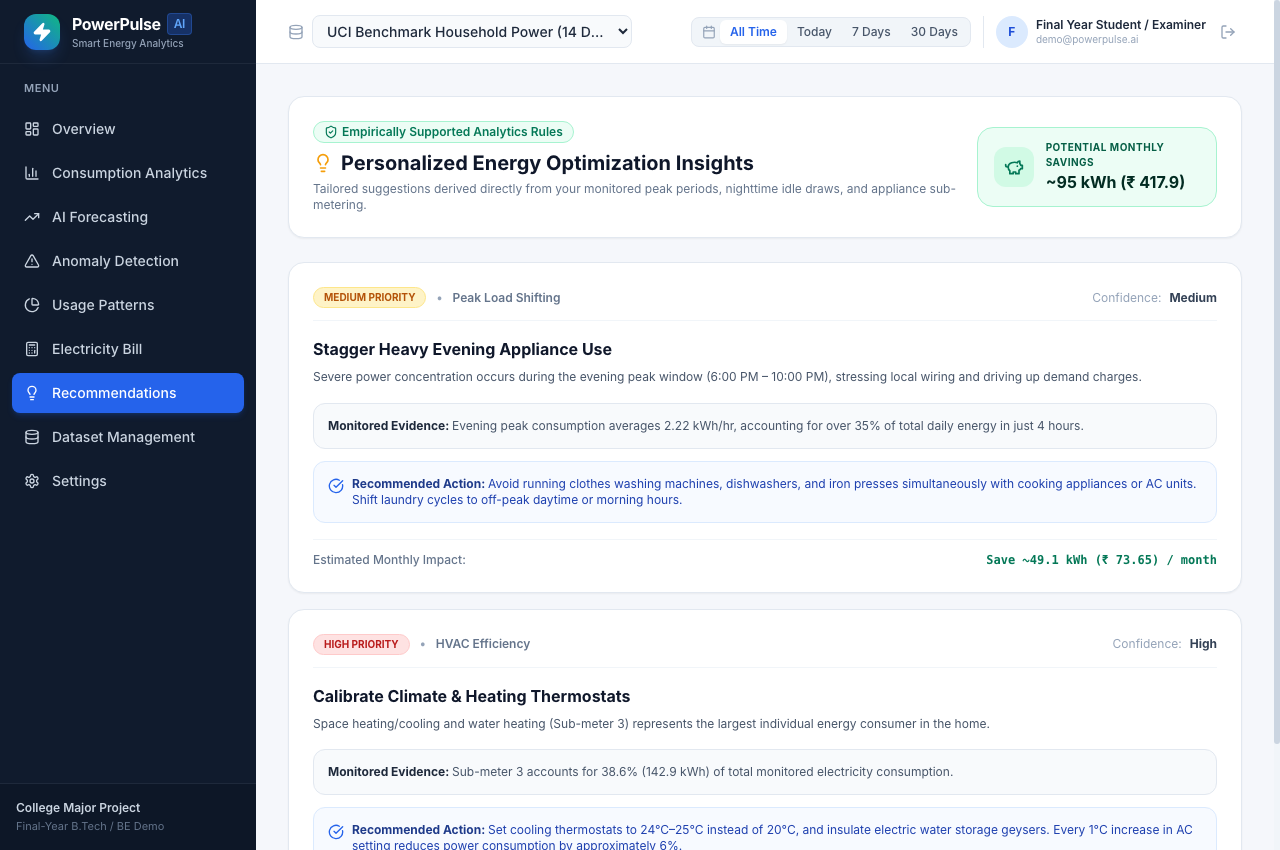 PowerPulse AI
Smart Energy Analytics
MENU
Overview
Consumption Analytics
AI Forecasting
Anomaly Detection
Usage Patterns
Electricity Bill
Recommendations
Dataset Management
Settings
College Major Project
Final-Year B.Tech / BE Demo
UCI Benchmark Household Power (14 D...
All Time Today 7 Days 30 Days
F
Final Year Student / Examiner
demo@powerpulse.ai
Empirically Supported Analytics Rules
Personalized Energy Optimization Insights
Tailored suggestions derived directly from your monitored peak periods, nighttime idle draws, and appliance sub-
metering.
POTENTIAL MONTHLY
SAVINGS
~95 kWh (₹ 417.9)
MEDIUM PRIORITY • Peak Load Shifting
Confidence: Medium
Stagger Heavy Evening Appliance Use
Severe power concentration occurs during the evening peak window (6:00 PM – 10:00 PM), stressing local wiring and driving up demand charges.
Monitored Evidence: Evening peak consumption averages 2.22 kWh/hr, accounting for over 35% of total daily energy in just 4 hours.
Recommended Action: Avoid running clothes washing machines, dishwashers, and iron presses simultaneously with cooking appliances or AC units.
Shift laundry cycles to off-peak daytime or morning hours.
Estimated Monthly Impact:
Save ~49.1 kWh (₹ 73.65) / month
HIGH PRIORITY • HVAC Efficiency
Confidence: High
Calibrate Climate & Heating Thermostats
Space heating/cooling and water heating (Sub-meter 3) represents the largest individual energy consumer in the home.
Monitored Evidence: Sub-meter 3 accounts for 38.6% (142.9 kWh) of total monitored electricity consumption.
Recommended Action: Set cooling thermostats to 24°C–25°C instead of 20°C, and insulate electric water storage geysers. Every 1°C increase in AC
setting reduces power consumption by approximately 6%.